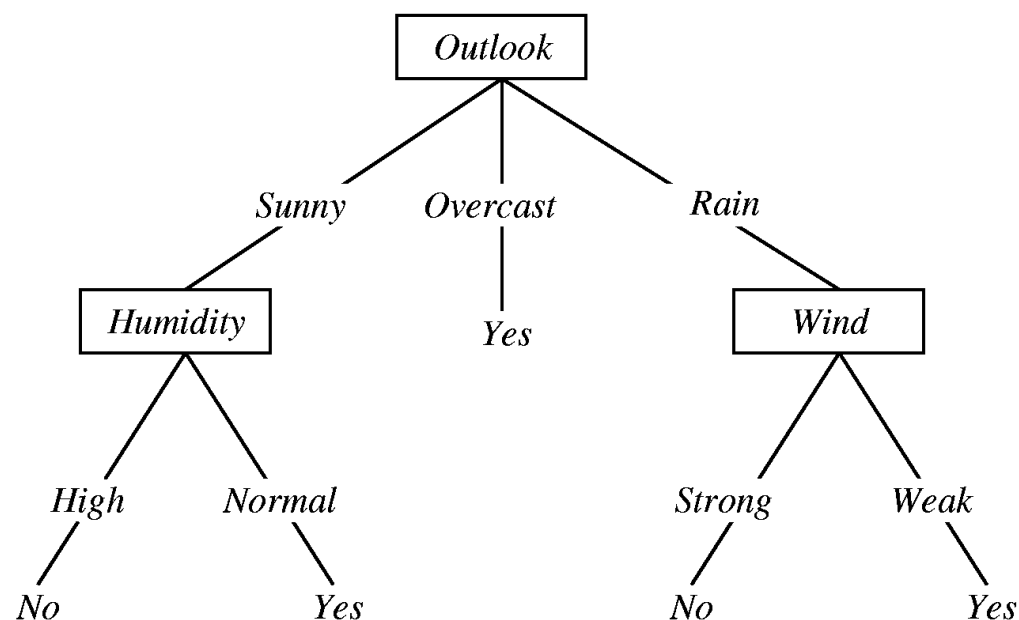 Outlook
Sunny Overcast Rain
Humidity Yes Wind
High Normal Strong Weak
No Yes No Yes